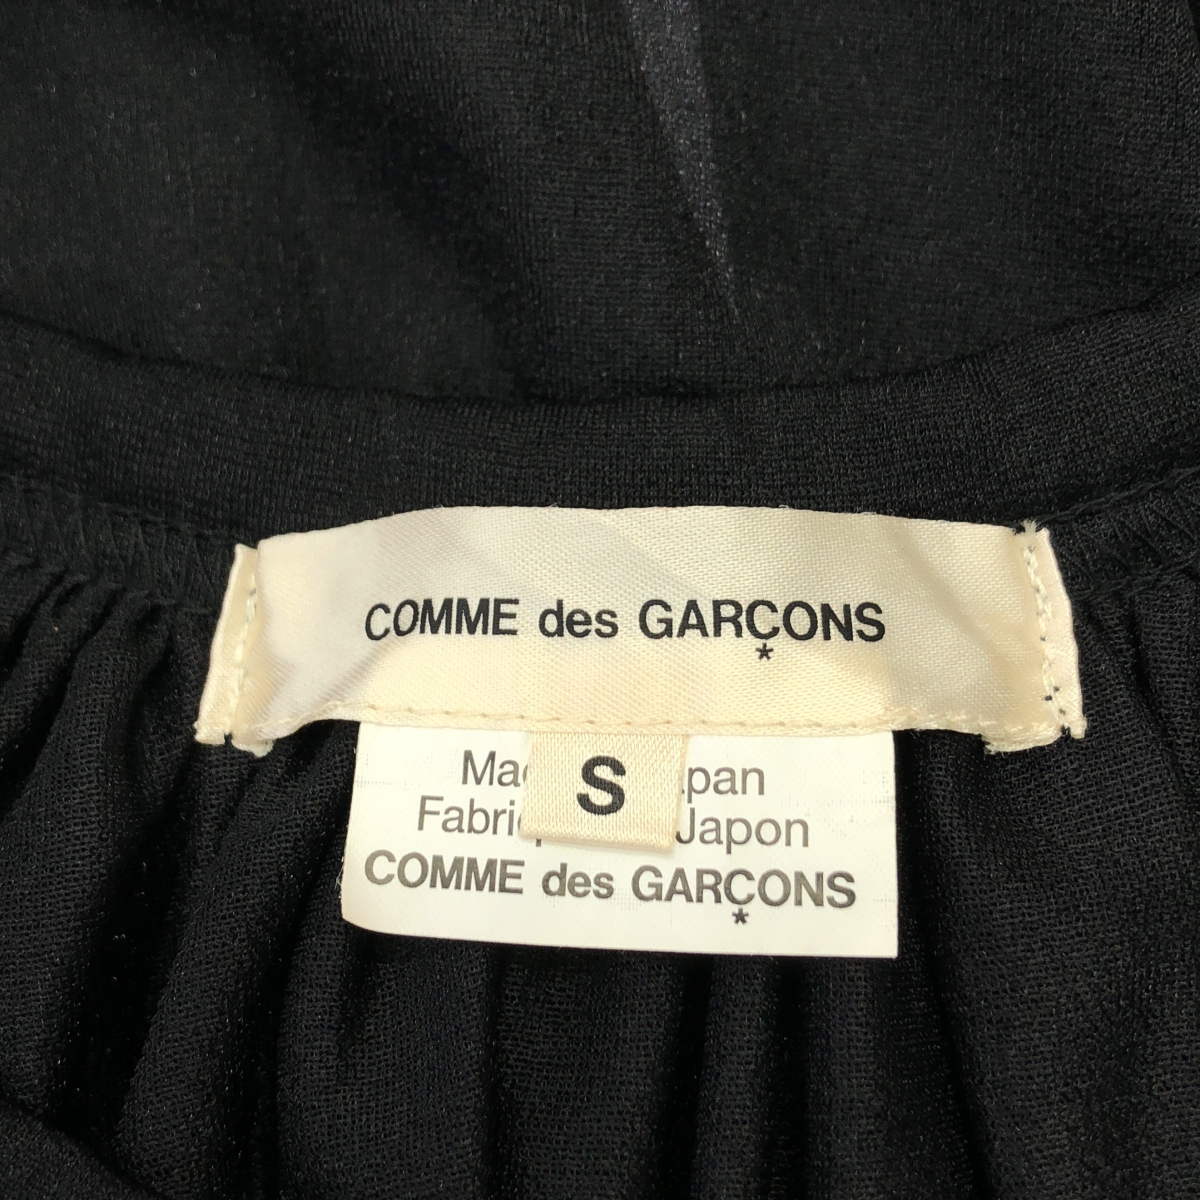 COMME des GARÇONS
*
S
Mad apan
Fabriq Japon
COMME des GARÇONS
*